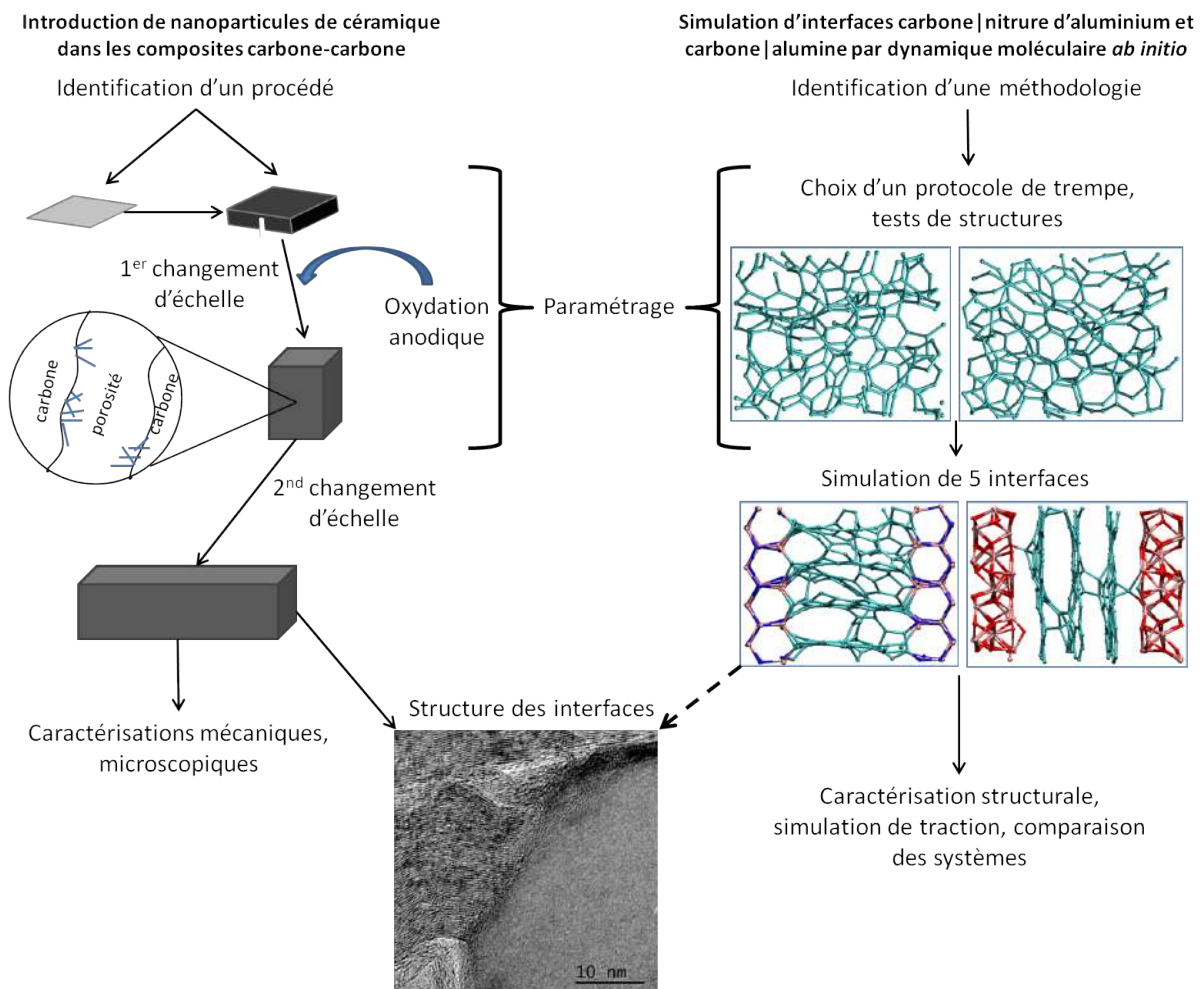 Introduction de nanoparticules de céramique
dans les composites carbone-carbone
Identification d'un procédé
1er changement
d'échelle
Oxydation
anodique
carbone
porosité
carbone
2nd changement
d'échelle
Caractérisations mécaniques,
microscopiques
Paramétrage
Simulation d'interfaces carbone|nitrure d'aluminium et
carbone|alumine par dynamique moléculaire ab initio
Identification d'une méthodologie
Choix d'un protocole de trempe,
tests de structures
Simulation de 5 interfaces
Structure des interfaces
10 nm
Caractérisation structurale,
simulation de traction, comparaison
des systèmes